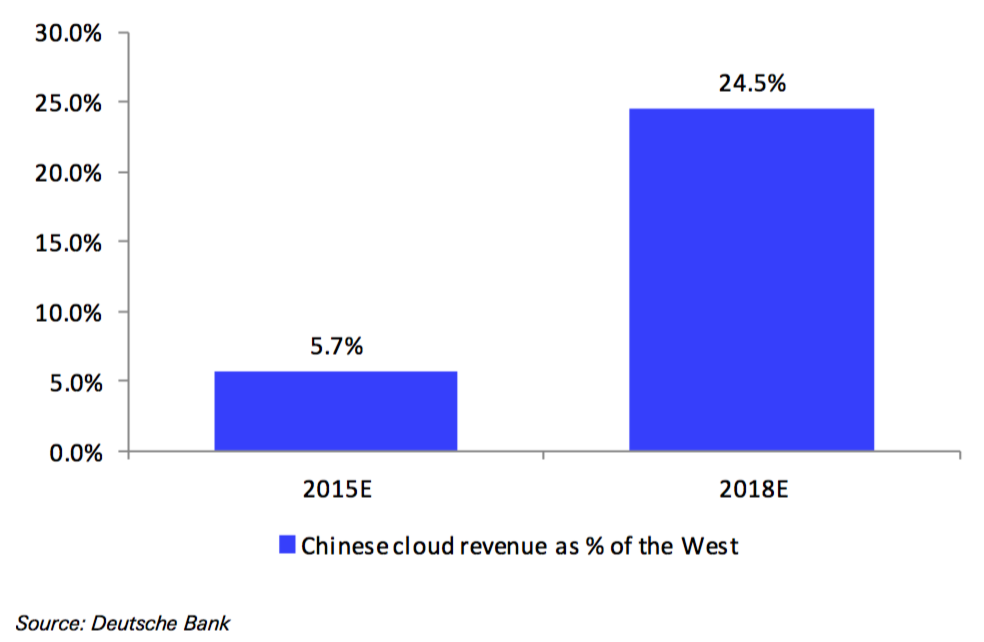 30.0%
25.0%
20.0%
15.0%
10.0%
5.0%
0.0%
24.5%
5.7%
2015E
2018E
Chinese cloud revenue as % of the West
Source: Deutsche Bank